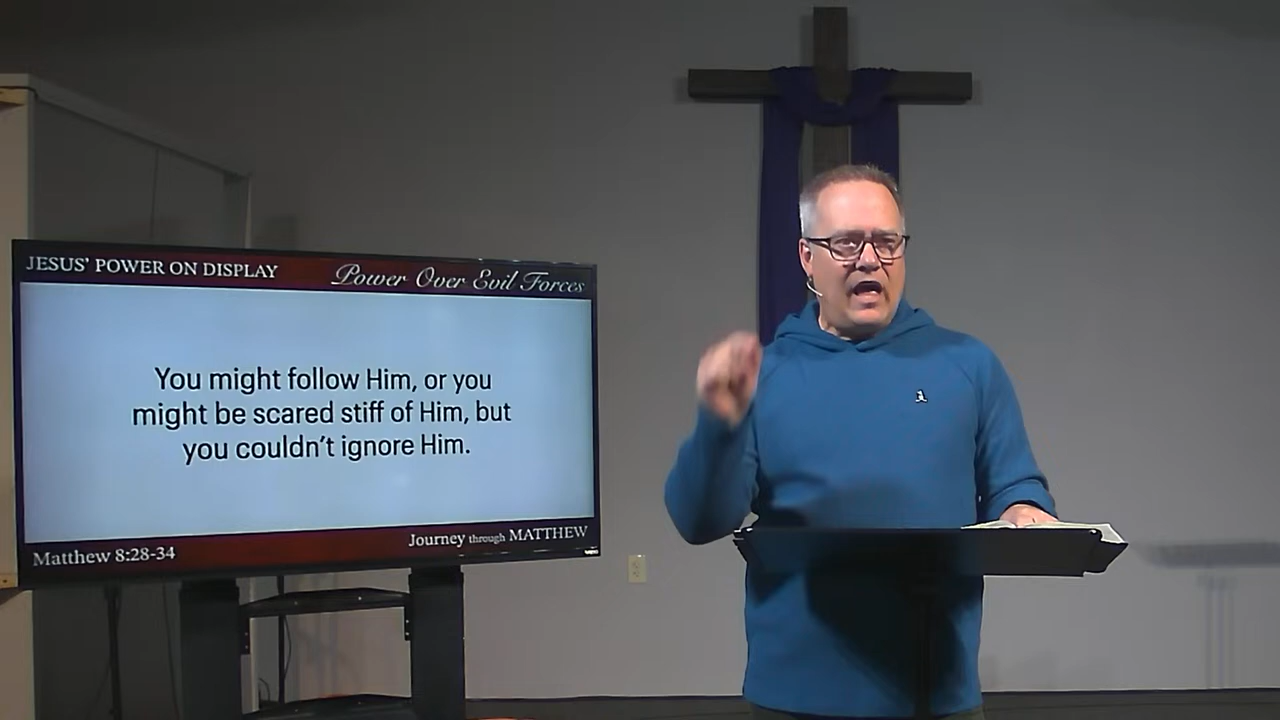 JESUS' POWER ON DISPLAY
Power Over Evil Forces
You might follow Him, or you
might be scared stiff of Him, but
you couldn't ignore Him.
Matthew 8:28-34
Journey through MATTHEW